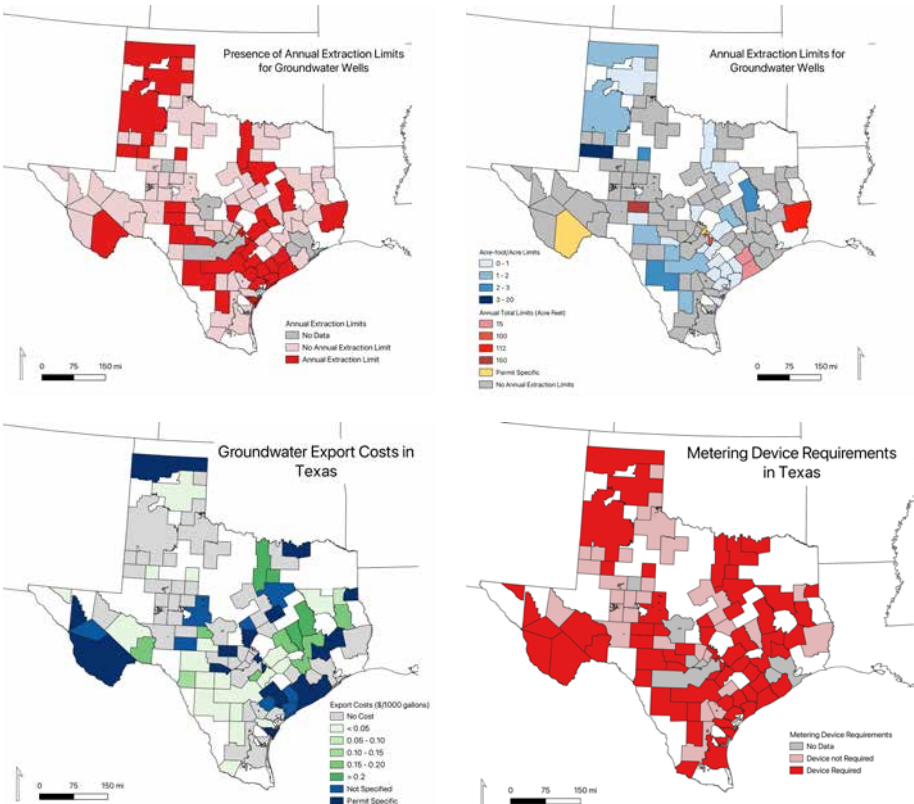 Presence of Annual Extraction Limits
for Groundwater Wells
Annual Extraction Limits
No Data
No Annual Extraction Limit
Annual Extraction Limit
0 75 150 mi
Annual Extraction Limits for
Groundwater Wells
Acre-foot/Acre Limits
0 - 1
1 - 2
2 - 3
3 - 20
Annual Total Limits (Acre Feet)
15
100
112
160
Permit Specific
No Annual Extraction Limits
0 75 150 mi
Groundwater Export Costs in
Texas
Export Costs ($/1000 gallons)
No Cost
< 0.05
0.05 - 0.10
0.10 - 0.15
0.15 - 0.20
> 0.2
Not Specified
Permit Specific
0 75 150 mi
Metering Device Requirements
in Texas
Metering Device Requirements
No Data
Device not Required
Device Required
0 75 150 mi